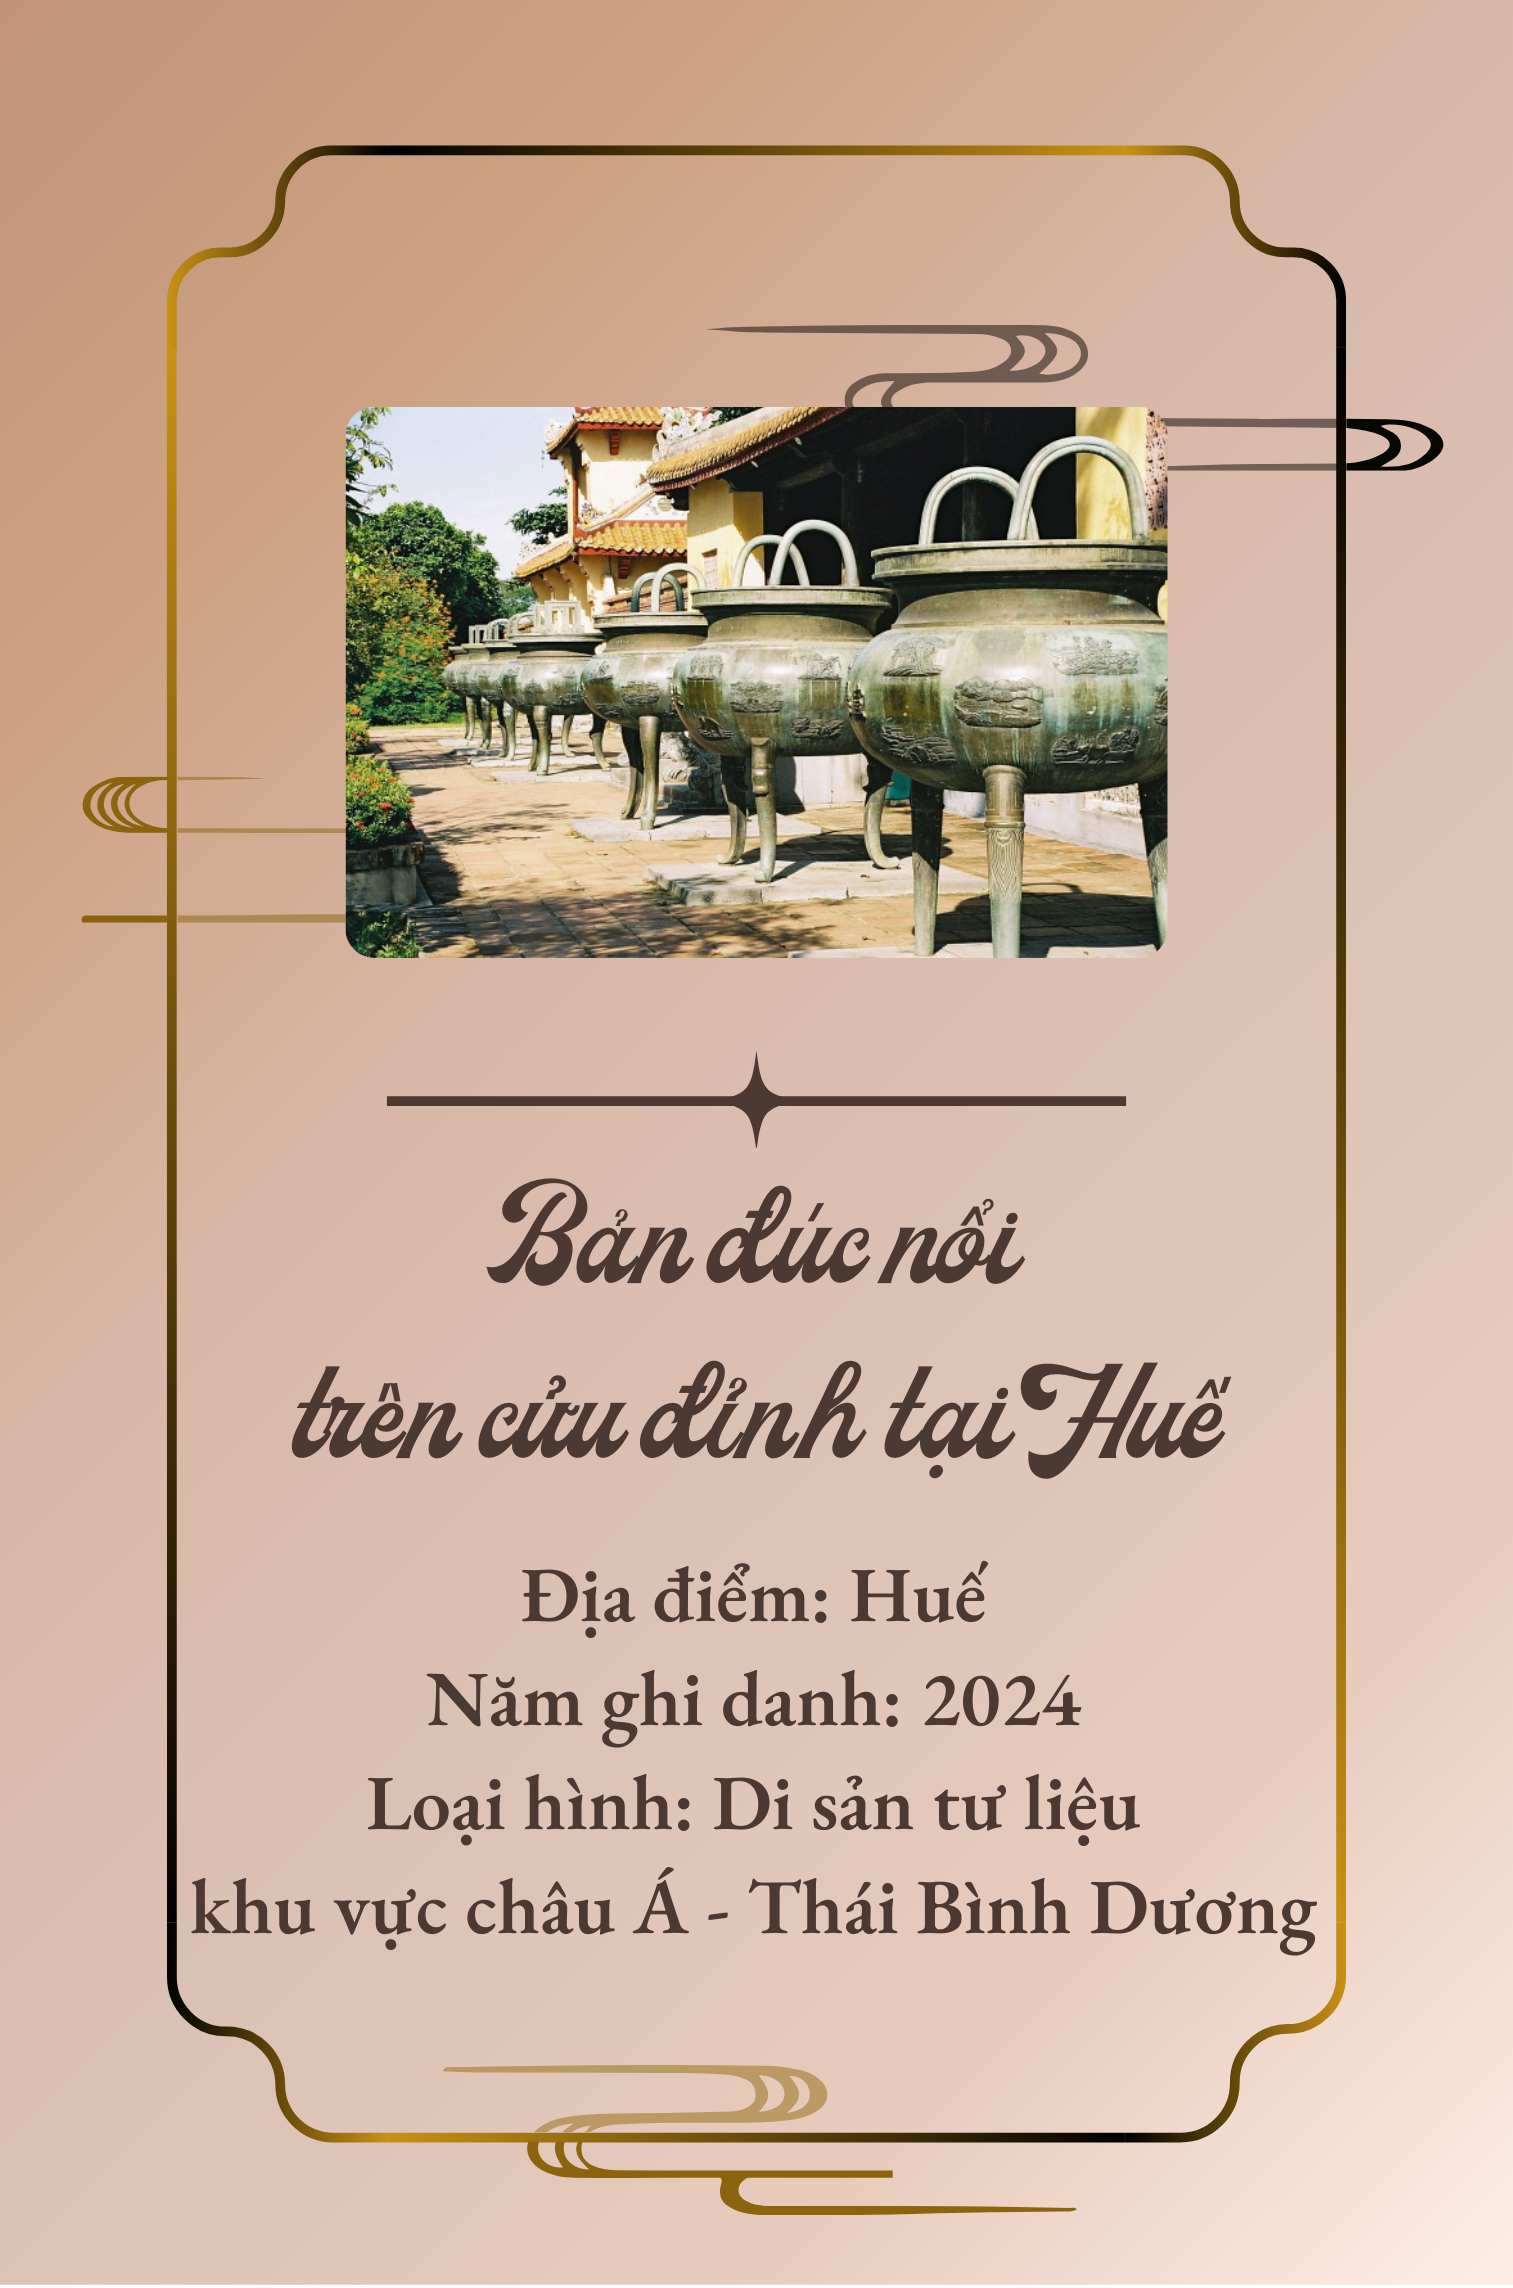 Bản đúc nổi
trên cửu đỉnh tại Huế
Địa điểm: Huế
Năm ghi danh: 2024
Loại hình: Di sản tư liệu
khu vực châu Á - Thái Bình Dương